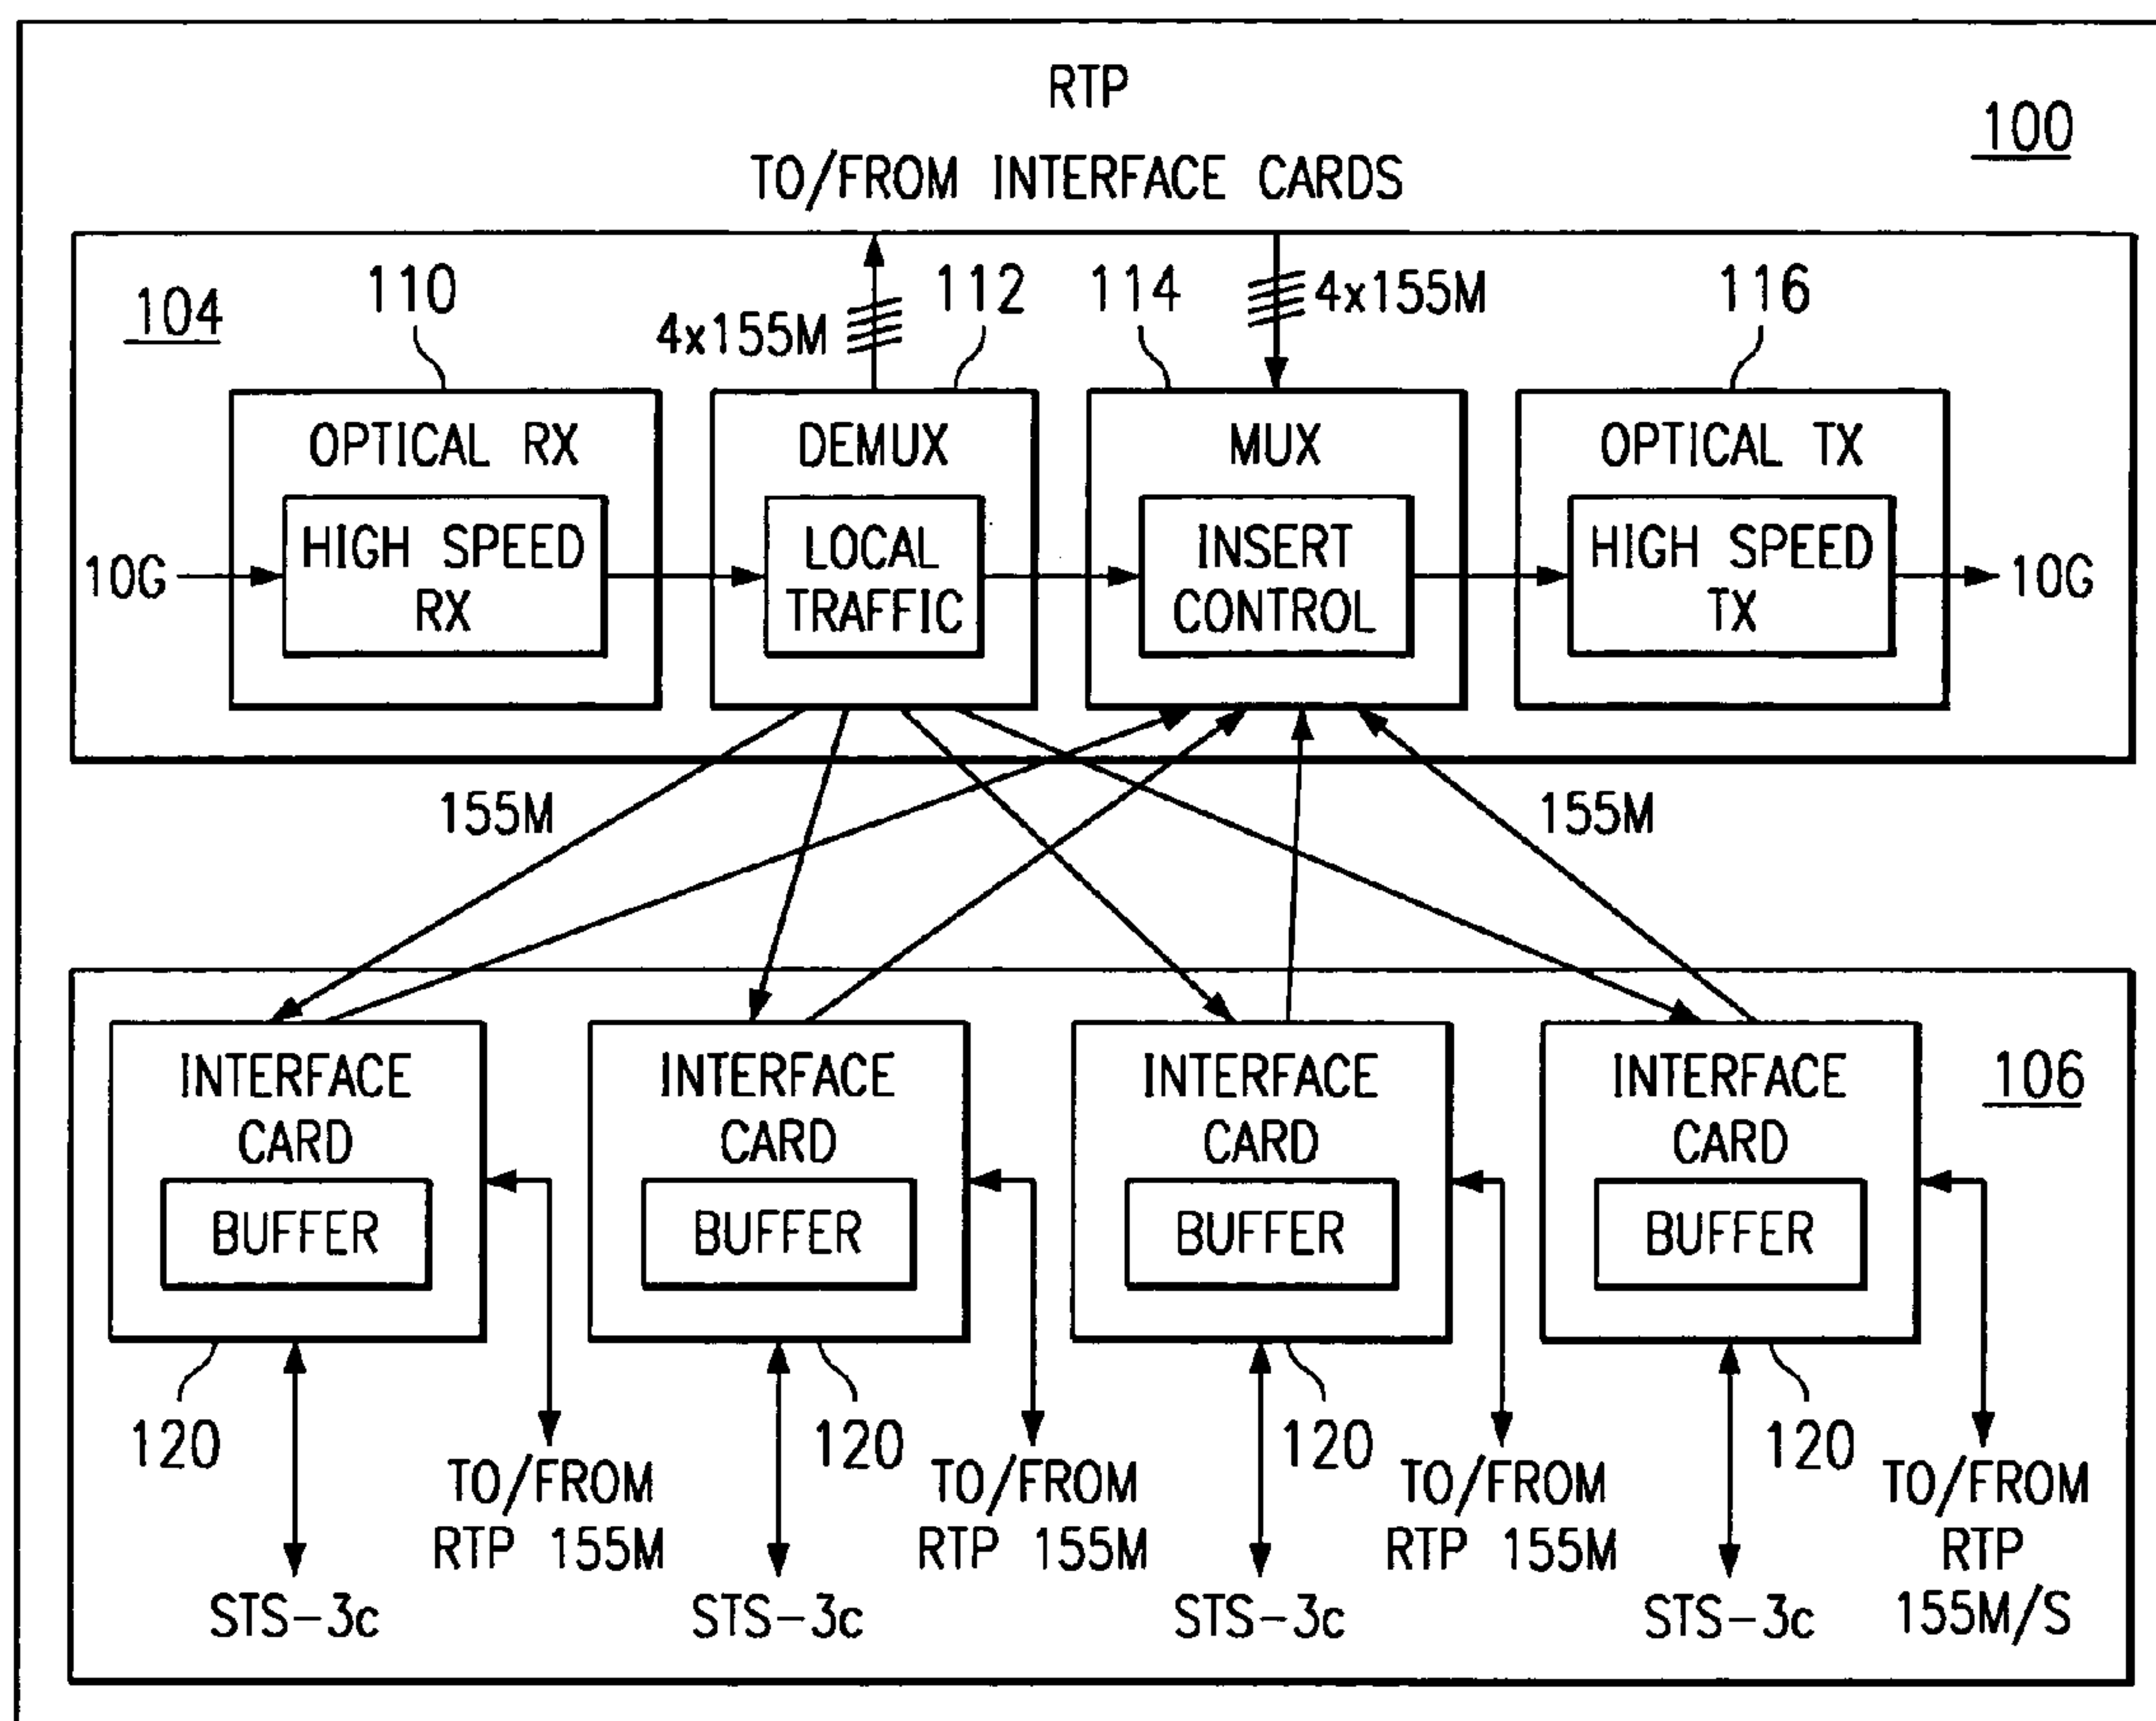 RTP
100
TO/FROM INTERFACE CARDS
104
110
4x155M
112
114
4x155M
116
OPTICAL RX
DEMUX
MUX
OPTICAL TX
10G
HIGH SPEED
RX
LOCAL
TRAFFIC
INSERT
CONTROL
HIGH SPEED
TX
10G
155M
155M
106
INTERFACE
CARD
BUFFER
INTERFACE
CARD
BUFFER
INTERFACE
CARD
BUFFER
INTERFACE
CARD
BUFFER
120
TO/FROM
RTP 155M
120
TO/FROM
RTP 155M
120
TO/FROM
RTP 155M
120
TO/FROM
RTP
155M/S
STS-3c
STS-3c
STS-3c
STS-3c